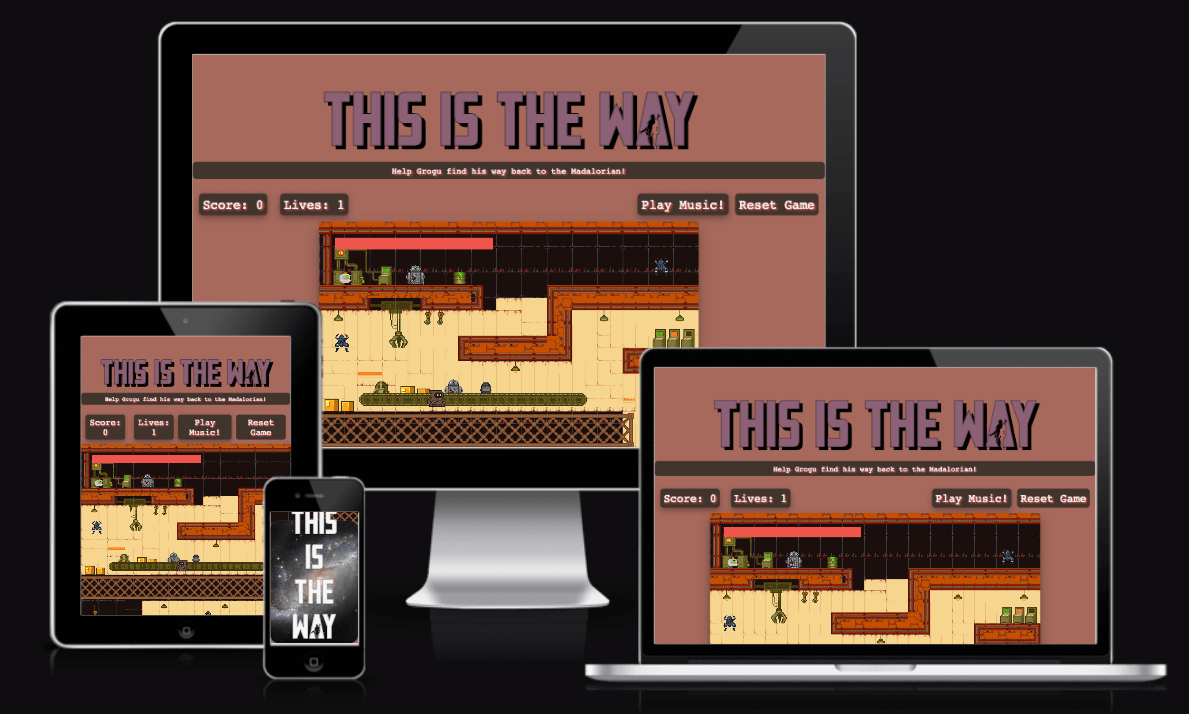 THIS IS THE WAY
Help Grogu find his way back to the Madalorian!
Score: 0 Lives: 1 Play Music! Reset Game
THIS IS THE WAY
Help Grogu find his way back to the Madalorian!
Score: 0
Lives: 1
Play Music!
Reset Game
THIS
IS
THE
WAY
THIS IS THE WAY
Help Grogu find his way back to the Madalorian!
Score: 0 Lives: 1 Play Music! Reset Game